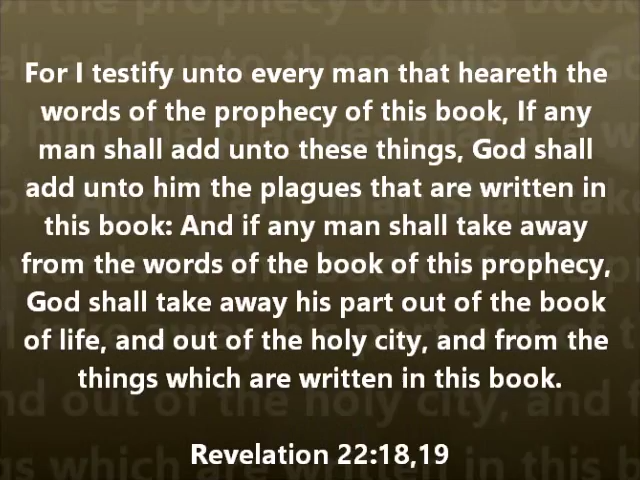 For I testify unto every man that heareth the
words of the prophecy of this book, If any
man shall add unto these things, God shall
add unto him the plagues that are written in
this book: And if any man shall take away
from the words of the book of this prophecy,
God shall take away his part out of the book
of life, and out of the holy city, and from the
things which are written in this book.
Revelation 22:18,19